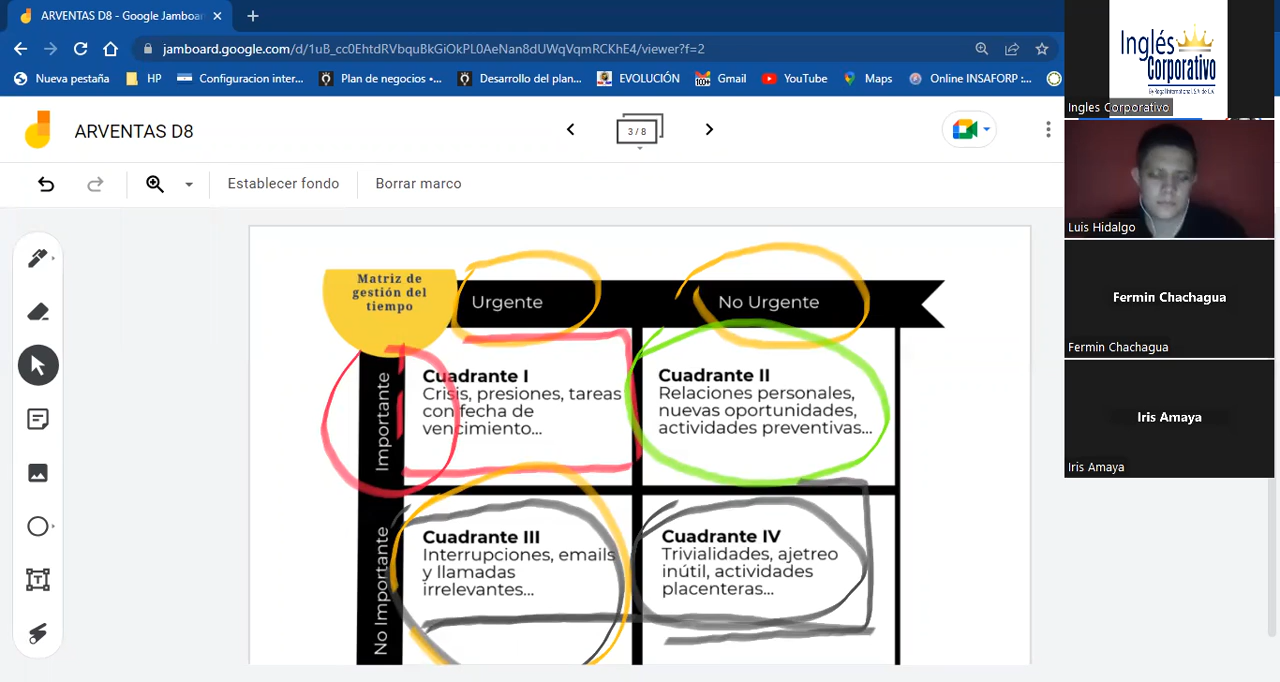 ARVENTAS D8 - Google Jamboar
jamboard.google.com/d/1uB_cc0EhtdRVbquBkGiOkPL0AeNan8dUWqVqmRCKhE4/viewer?f=2
Nueva pestaña HP Configuracion inter... Plan de negocios •... Desarrollo del plan... EVOLUCIÓN Gmail YouTube Maps Online INSAFORP :...
ARVENTAS D8
3 / 8
Establecer fondo Borrar marco
Matriz de
gestión del
tiempo
Urgente
No Urgente
Importante
Cuadrante I
Crisis, presiones, tareas
con fecha de
vencimiento...
Cuadrante II
Relaciones personales,
nuevas oportunidades,
actividades preventivas...
No Importante
Cuadrante III
Interrupciones, emails
y llamadas
irrelevantes...
Cuadrante IV
Trivialidades, ajetreo
inútil, actividades
placenteras...
Inglés
Corporativo
Ingles Corporativo
Luis Hidalgo
Fermin Chachagua
Fermin Chachagua
Iris Amaya
Iris Amaya